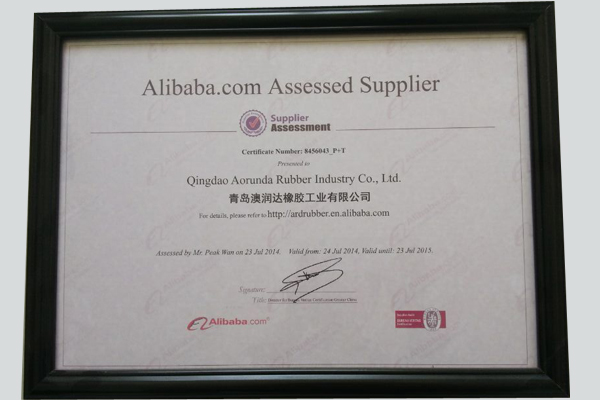 Alibaba.com Assessed Supplier
Supplier
Assessment
Certificate Number: 8456043_P+T
Presented to
Qingdao Aorunda Rubber Industry Co., Ltd.
青岛澳润达橡胶工业有限公司
For details, please refer to http://ardrubber.en.alibaba.com
Assessed by Mr. Peak Wan on 23 Jul 2014. Valid from: 24 Jul 2014, Valid until: 23 Jul 2015.
Signature:
Title:
Alibaba.com®